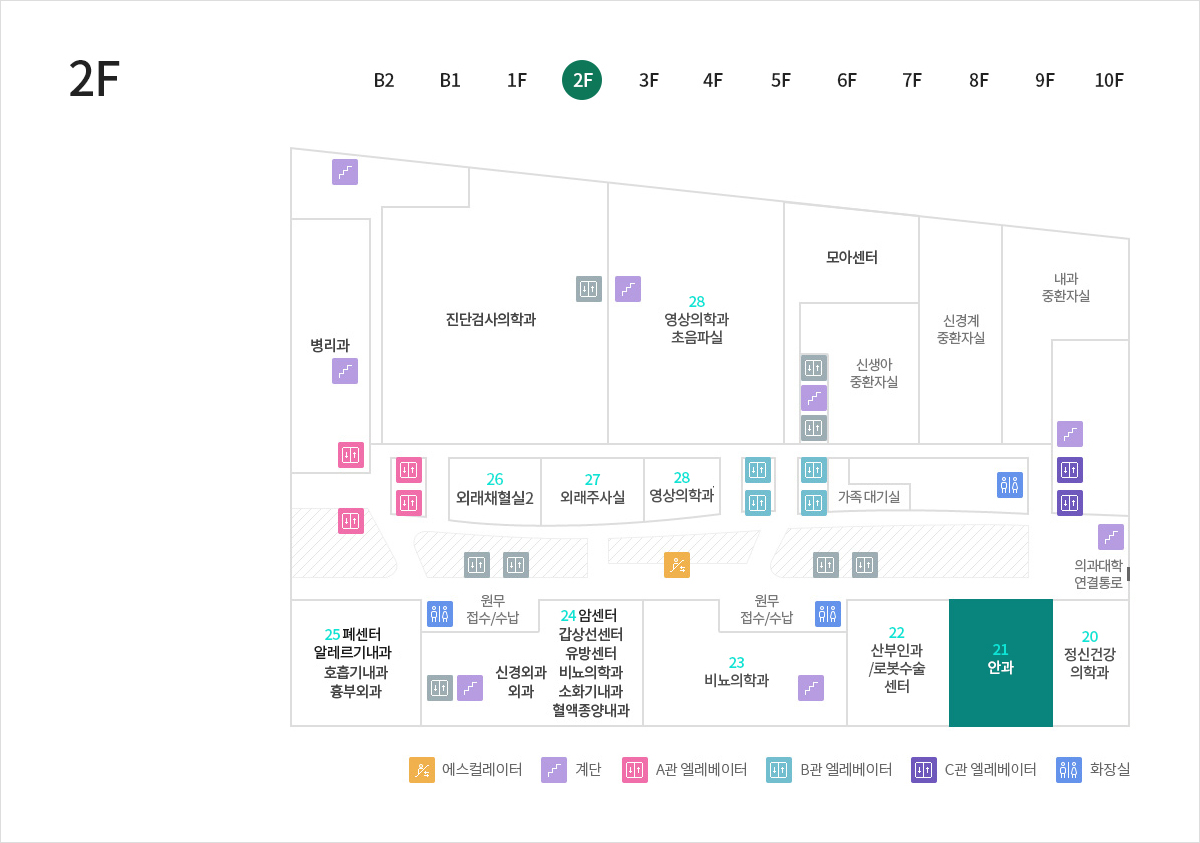 2F
B2 B1 1F 2F 3F 4F 5F 6F 7F 8F 9F 10F
모아센터
내과
중환자실
진단검사의학과
28
영상의학과
초음파실
신경계
중환자실
병리과
신생아
중환자실
26
외래채혈실2
27
외래주사실
28
영상의학과
가족 대기실
의과대학
연결통로
원무
접수/수납
원무
접수/수납
25 폐센터
알레르기내과
호흡기내과
흉부외과
신경외과
외과
24 암센터
갑상선센터
유방센터
비뇨의학과
소화기내과
혈액종양내과
23
비뇨의학과
22
산부인과
/로봇수술
센터
21
안과
20
정신건강
의학과
에스컬레이터 계단 A관 엘레베이터 B관 엘레베이터 C관 엘레베이터 화장실